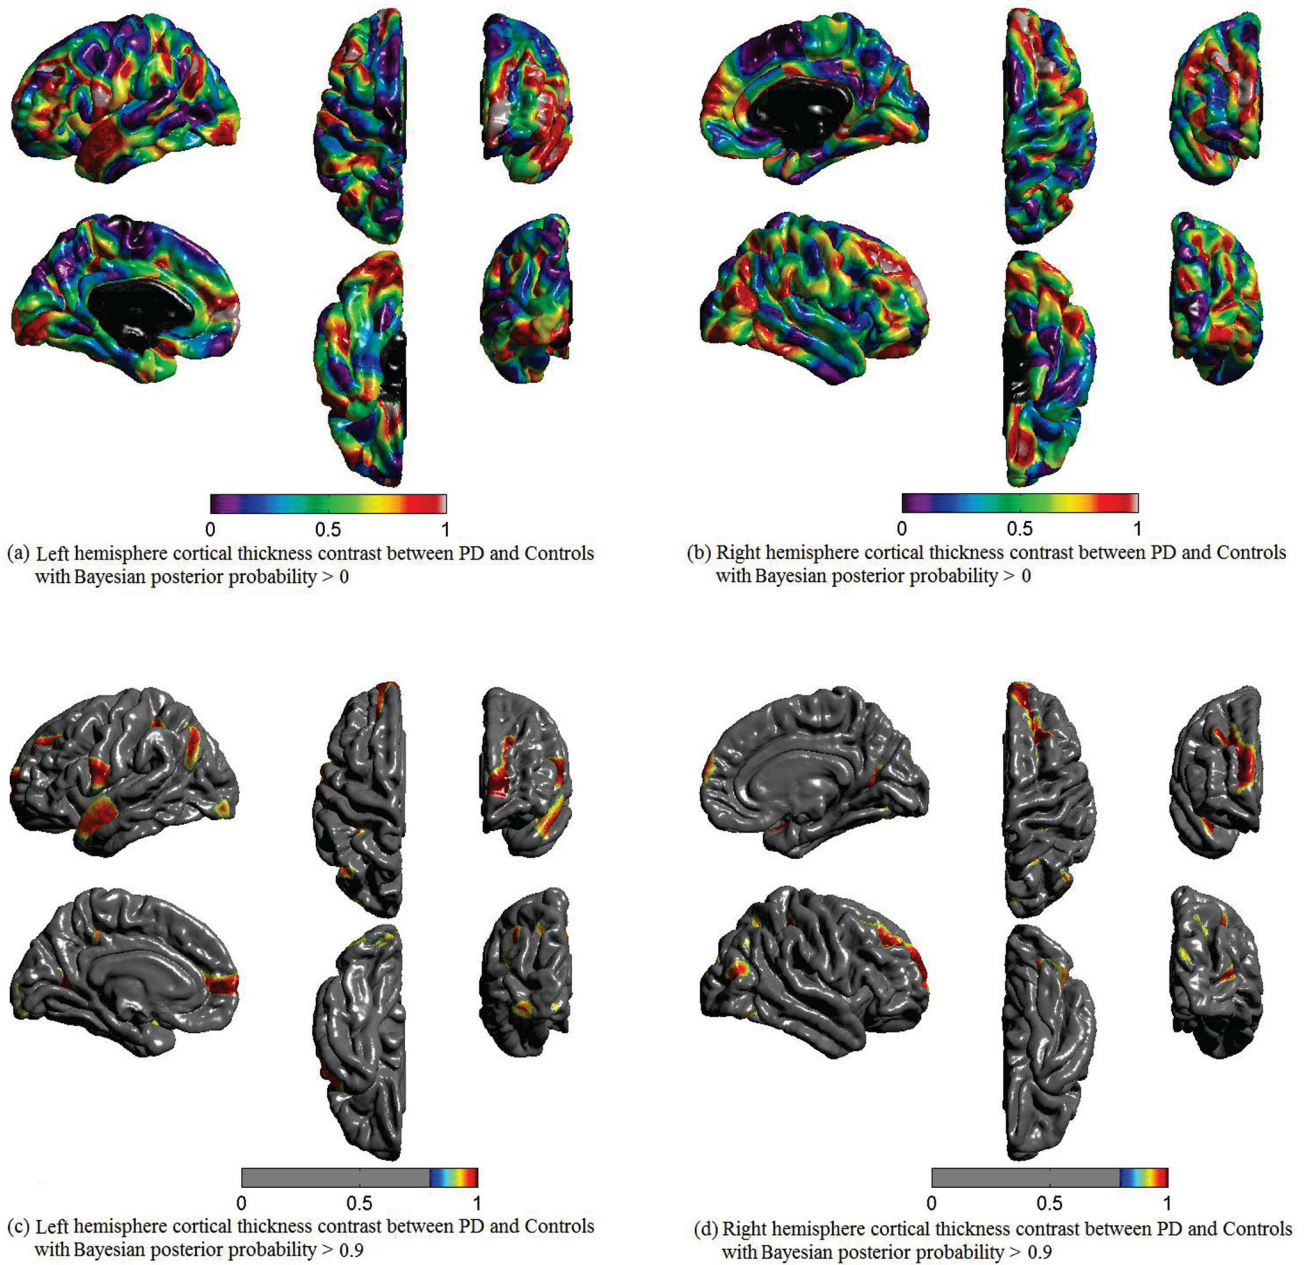 0 0.5 1
0 0.5 1
(a) Left hemisphere cortical thickness contrast between PD and Controls
with Bayesian posterior probability > 0
(b) Right hemisphere cortical thickness contrast between PD and Controls
with Bayesian posterior probability > 0
0 0.5 1
0 0.5 1
(c) Left hemisphere cortical thickness contrast between PD and Controls
with Bayesian posterior probability > 0.9
(d) Right hemisphere cortical thickness contrast between PD and Controls
with Bayesian posterior probability > 0.9